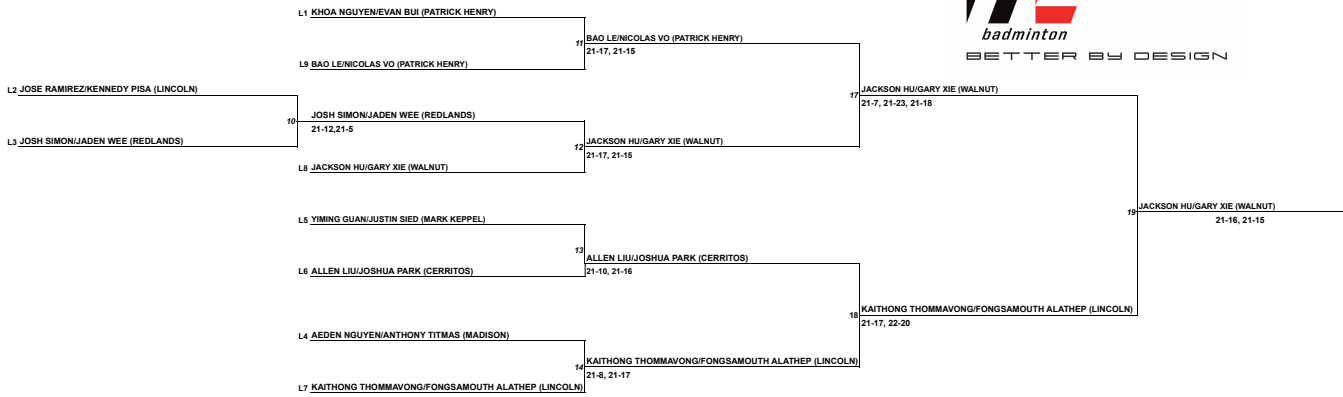 L1 KHOA NGUYEN/EVAN BUI (PATRICK HENRY)
badminton
11 BAO LE/NICOLAS VO (PATRICK HENRY)
21-17, 21-15
BETTER BY DESIGN
L9 BAO LE/NICOLAS VO (PATRICK HENRY)
L2 JOSE RAMIREZ/KENNEDY PISA (LINCOLN)
17 JACKSON HU/GARY XIE (WALNUT)
21-7, 21-23, 21-18
10 JOSH SIMON/JADEN WEE (REDLANDS)
21-12,21-5
L3 JOSH SIMON/JADEN WEE (REDLANDS)
12 JACKSON HU/GARY XIE (WALNUT)
21-17, 21-15
L8 JACKSON HU/GARY XIE (WALNUT)
19 JACKSON HU/GARY XIE (WALNUT)
21-16, 21-15
L5 YIMING GUAN/JUSTIN SIED (MARK KEPPEL)
13 ALLEN LIU/JOSHUA PARK (CERRITOS)
21-10, 21-16
L6 ALLEN LIU/JOSHUA PARK (CERRITOS)
18 KAITHONG THOMMAVONG/FONGSAMOUTH ALATHEP (LINCOLN)
21-17, 22-20
L4 AEDEN NGUYEN/ANTHONY TITMAS (MADISON)
14 KAITHONG THOMMAVONG/FONGSAMOUTH ALATHEP (LINCOLN)
21-8, 21-17
L7 KAITHONG THOMMAVONG/FONGSAMOUTH ALATHEP (LINCOLN)